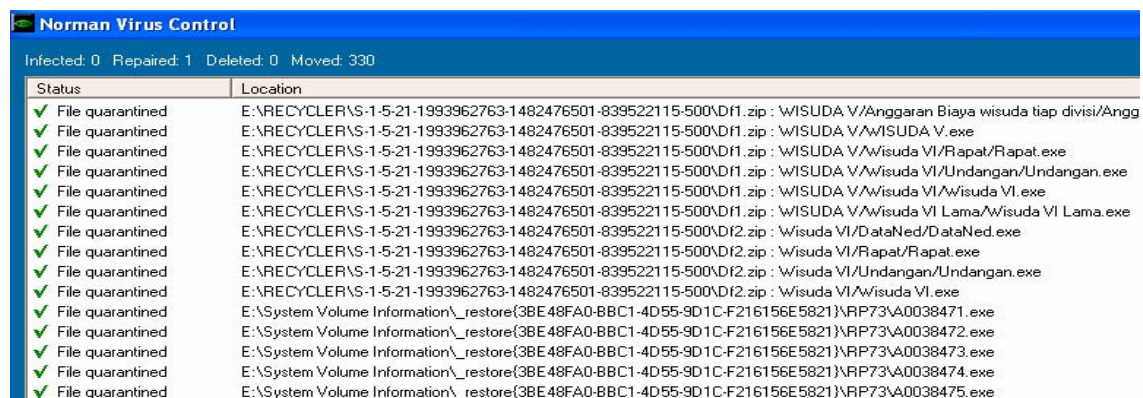 Norman Virus Control
Infected: 0 Repaired: 1 Deleted: 0 Moved: 330
Status Location
File quarantined E:\RECYCLER\S-1-5-21-1993962763-1482476501-839522115-500\Df1.zip : WISUDA V/Anggaran Biaya wisuda tiap divisi/Angg
File quarantined E:\RECYCLER\S-1-5-21-1993962763-1482476501-839522115-500\Df1.zip : WISUDA V/WISUDA V.exe
File quarantined E:\RECYCLER\S-1-5-21-1993962763-1482476501-839522115-500\Df1.zip : WISUDA V/Wisuda VI/Rapat/Rapat.exe
File quarantined E:\RECYCLER\S-1-5-21-1993962763-1482476501-839522115-500\Df1.zip : WISUDA V/Wisuda VI/Undangan/Undangan.exe
File quarantined E:\RECYCLER\S-1-5-21-1993962763-1482476501-839522115-500\Df1.zip : WISUDA V/Wisuda VI/Wisuda VI.exe
File quarantined E:\RECYCLER\S-1-5-21-1993962763-1482476501-839522115-500\Df1.zip : WISUDA V/Wisuda VI Lama/Wisuda VI Lama.exe
File quarantined E:\RECYCLER\S-1-5-21-1993962763-1482476501-839522115-500\Df2.zip : Wisuda VI/DataNed/DataNed.exe
File quarantined E:\RECYCLER\S-1-5-21-1993962763-1482476501-839522115-500\Df2.zip : Wisuda VI/Rapat/Rapat.exe
File quarantined E:\RECYCLER\S-1-5-21-1993962763-1482476501-839522115-500\Df2.zip : Wisuda VI/Undangan/Undangan.exe
File quarantined E:\RECYCLER\S-1-5-21-1993962763-1482476501-839522115-500\Df2.zip : Wisuda VI/Wisuda VI.exe
File quarantined E:\System Volume Information\_restore{3BE48FA0-BBC1-4D55-9D1C-F216156E5821}\RP73\A0038471.exe
File quarantined E:\System Volume Information\_restore{3BE48FA0-BBC1-4D55-9D1C-F216156E5821}\RP73\A0038472.exe
File quarantined E:\System Volume Information\_restore{3BE48FA0-BBC1-4D55-9D1C-F216156E5821}\RP73\A0038473.exe
File quarantined E:\System Volume Information\_restore{3BE48FA0-BBC1-4D55-9D1C-F216156E5821}\RP73\A0038474.exe
File quarantined E:\System Volume Information\_restore{3BE48FA0-BBC1-4D55-9D1C-F216156E5821}\RP73\A0038475.exe